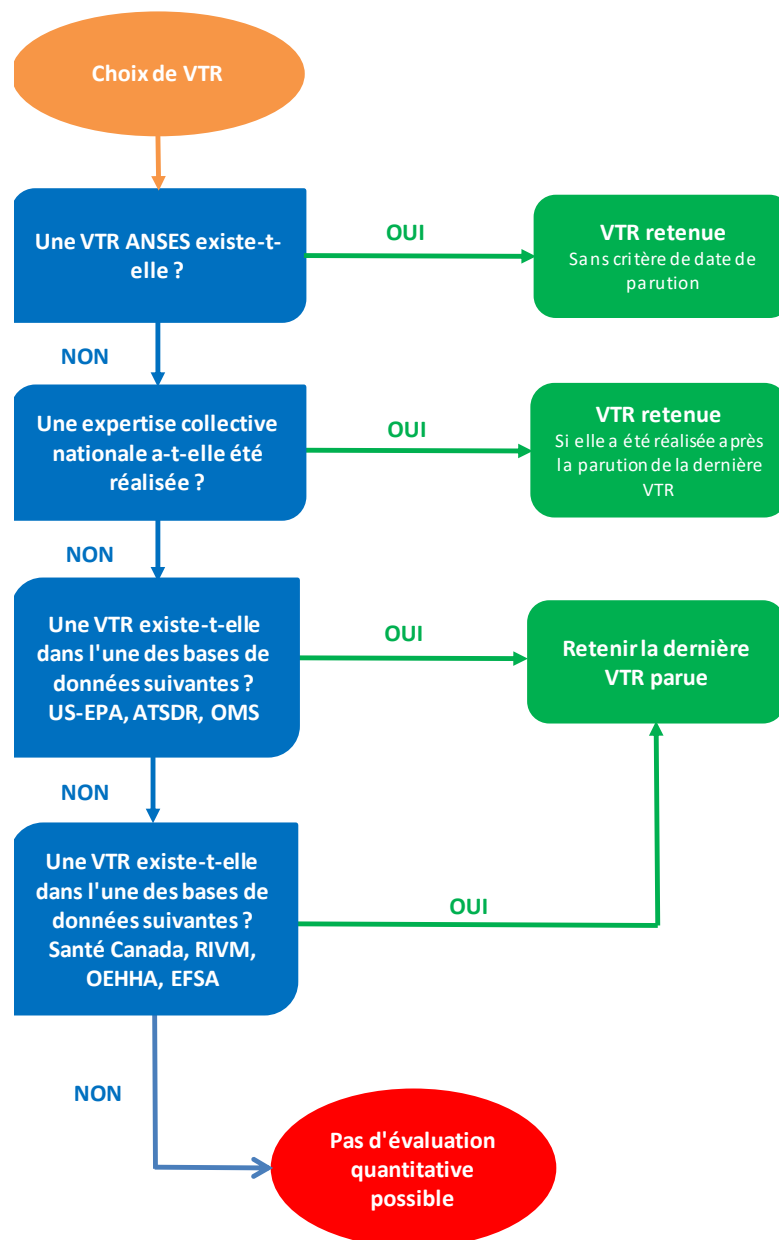 Choix de VTR
Une VTR ANSES existe-t-
elle ?
OUI
VTR retenue
Sans critère de date de
parution
NON
Une expertise collective
nationale a-t-elle été
réalisée ?
OUI
VTR retenue
Si elle a été réalisée après
la parution de la dernière
VTR
NON
Une VTR existe-t-elle
dans l'une des bases de
données suivantes ?
US-EPA, ATSDR, OMS
OUI
Retenir la dernière
VTR parue
NON
Une VTR existe-t-elle
dans l'une des bases de
données suivantes ?
Santé Canada, RIVM,
OEHHA, EFSA
OUI
NON
Pas d'évaluation
quantitative
possible